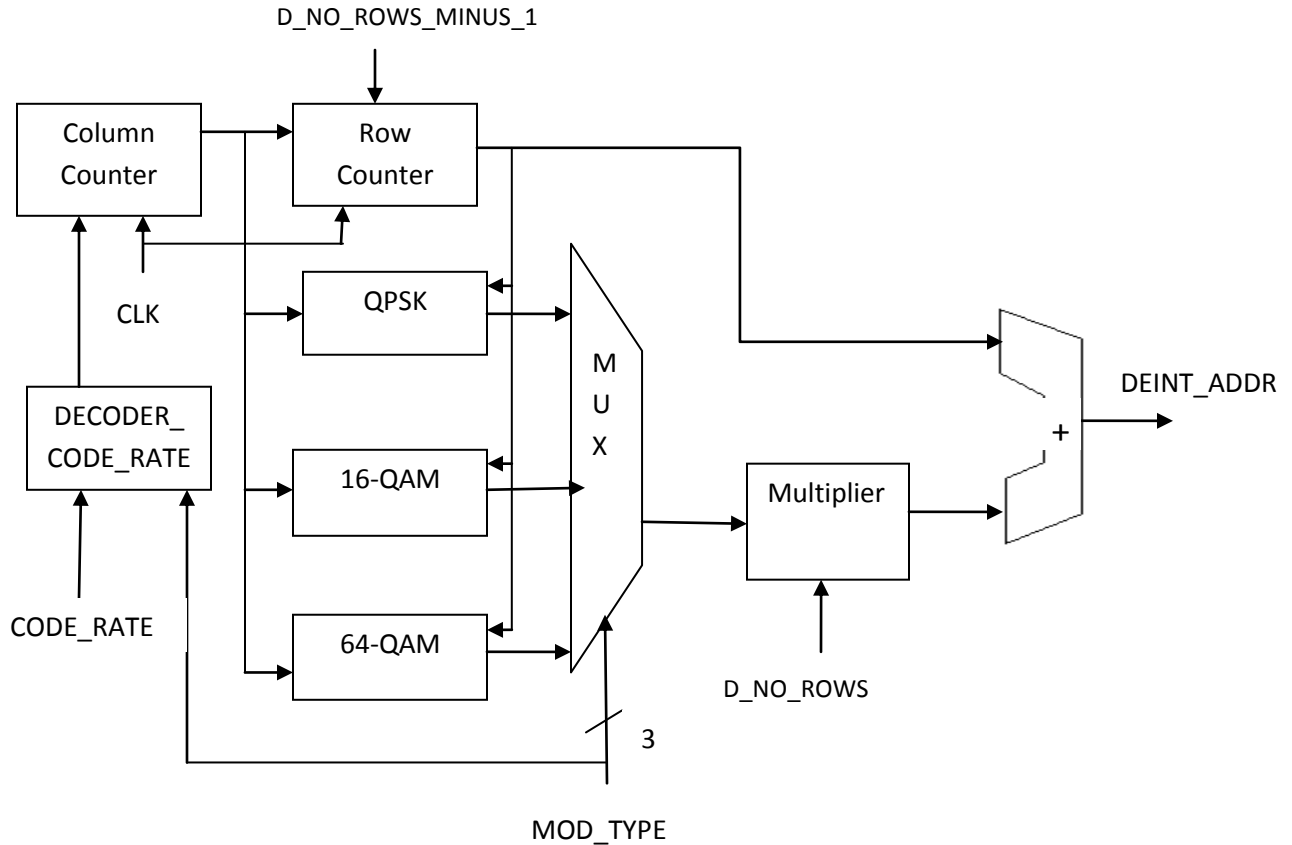 D_NO_ROWS_MINUS_1
Column
Counter
Row
Counter
CLK
QPSK
M
U
X
DECODER_
CODE_RATE
16-QAM
Multiplier
+
DEINT_ADDR
CODE_RATE
64-QAM
D_NO_ROWS
3
MOD_TYPE